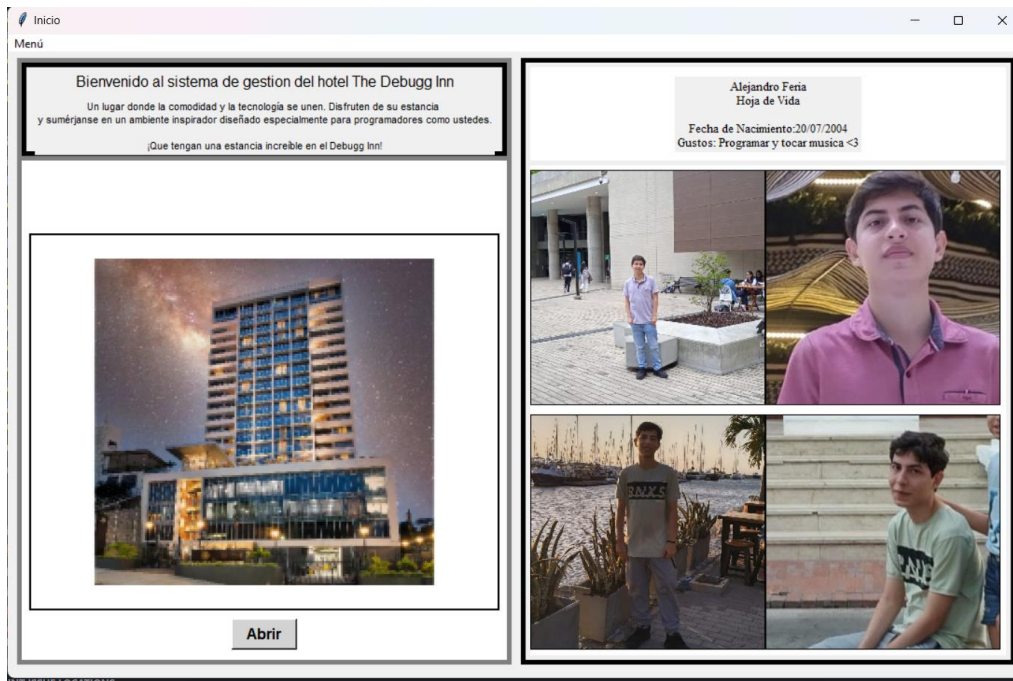 Inicio
Menú
Bienvenido al sistema de gestion del hotel The Debugg Inn
Un lugar donde la comodidad y la tecnología se unen. Disfruten de su estancia
y sumérjanse en un ambiente inspirador diseñado especialmente para programadores como ustedes.
¡Que tengan una estancia increíble en el Debugg Inn!
Abrir
Alejandro Feria
Hoja de Vida
Fecha de Nacimiento:20/07/2004
Gustos: Programar y tocar musica <3